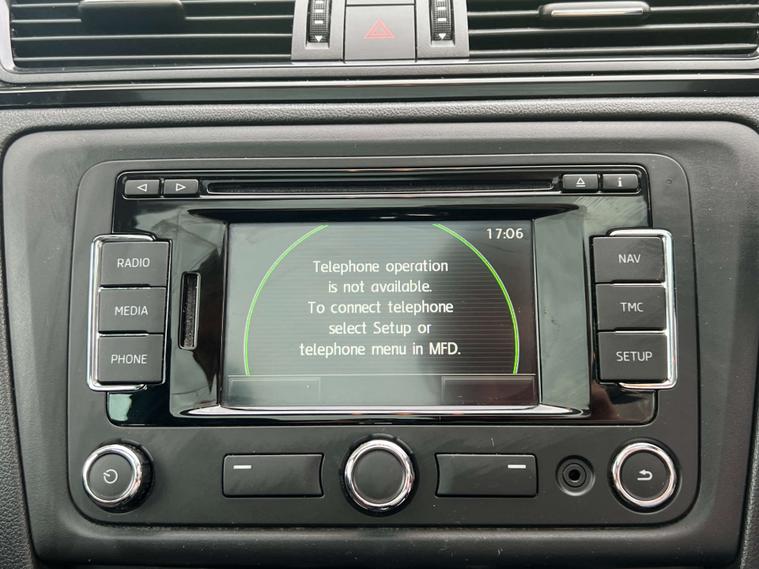 17:06
Telephone operation
is not available.
To connect telephone
select Setup or
telephone menu in MFD.
RADIO
MEDIA
PHONE
NAV
TMC
SETUP
i